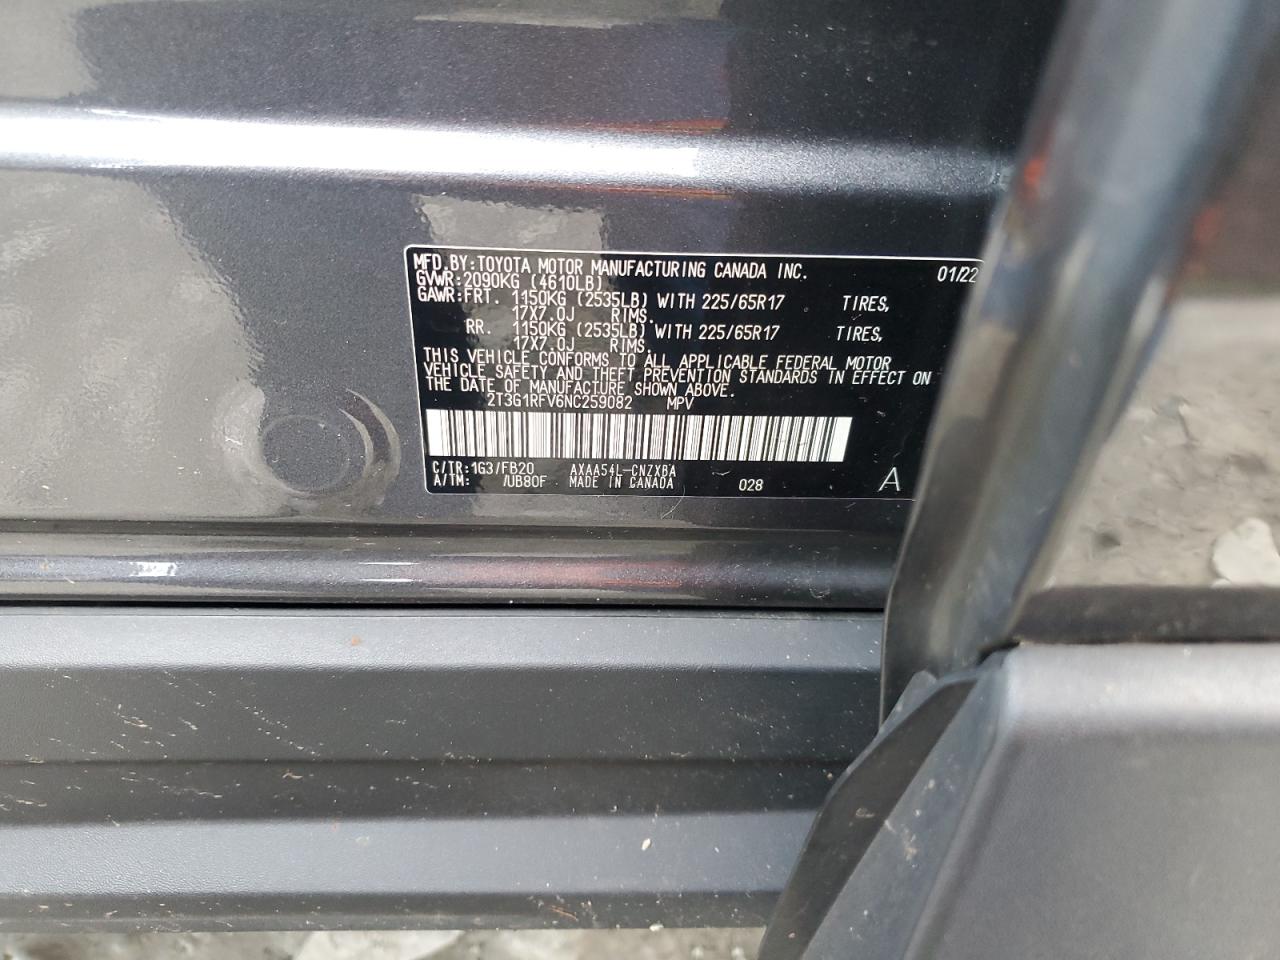 MFD.BY:TOYOTA MOTOR MANUFACTURING CANADA INC. 01/22
GVWR:2090KG (4610LB)
GAWR:FRT. 1150KG (2535LB) WITH 225/65R17 TIRES,
17X7.0J RIMS.
RR. 1150KG (2535LB) WITH 225/65R17 TIRES,
17X7.0J RIMS.
THIS VEHICLE CONFORMS TO ALL APPLICABLE FEDERAL MOTOR
VEHICLE SAFETY AND THEFT PREVENTION STANDARDS IN EFFECT ON
THE DATE OF MANUFACTURE SHOWN ABOVE.
2T3G1RFV6NC259082 MPV
C/TR:1G3/FB20 AXAA54L-CNZXBA
A/TM: /UB80F MADE IN CANADA 028 A